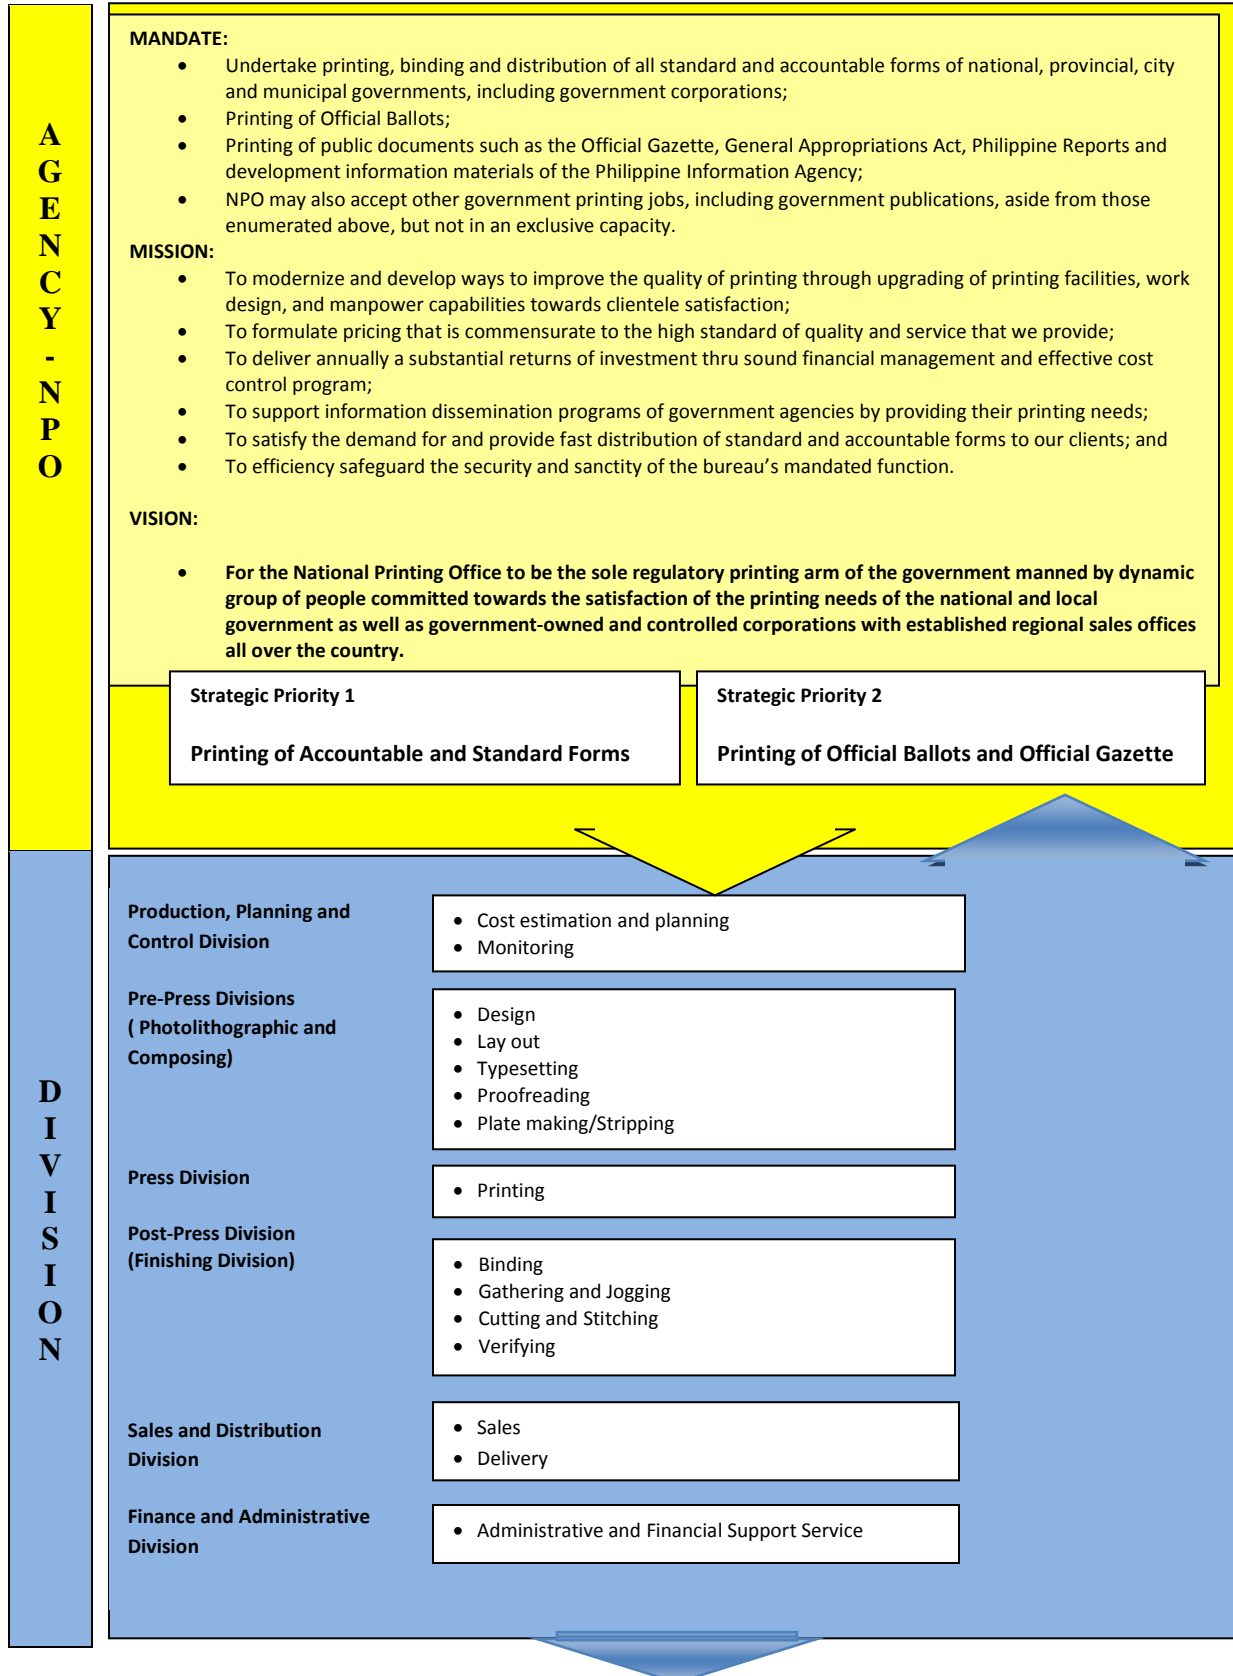 AGENCY-NPO
MANDATE:
• Undertake printing, binding and distribution of all standard and accountable forms of national, provincial, city
and municipal governments, including government corporations;
• Printing of Official Ballots;
• Printing of public documents such as the Official Gazette, General Appropriations Act, Philippine Reports and
development information materials of the Philippine Information Agency;
• NPO may also accept other government printing jobs, including government publications, aside from those
enumerated above, but not in an exclusive capacity.
MISSION:
• To modernize and develop ways to improve the quality of printing through upgrading of printing facilities, work
design, and manpower capabilities towards clientele satisfaction;
• To formulate pricing that is commensurate to the high standard of quality and service that we provide;
• To deliver annually a substantial returns of investment thru sound financial management and effective cost
control program;
• To support information dissemination programs of government agencies by providing their printing needs;
• To satisfy the demand for and provide fast distribution of standard and accountable forms to our clients; and
• To efficiency safeguard the security and sanctity of the bureau’s mandated function.
VISION:
• For the National Printing Office to be the sole regulatory printing arm of the government manned by dynamic
group of people committed towards the satisfaction of the printing needs of the national and local
government as well as government-owned and controlled corporations with established regional sales offices
all over the country.
Strategic Priority 1
Printing of Accountable and Standard Forms
Strategic Priority 2
Printing of Official Ballots and Official Gazette
DIVISION
Production, Planning and
Control Division
• Cost estimation and planning
• Monitoring
Pre-Press Divisions
( Photolithographic and
Composing)
• Design
• Lay out
• Typesetting
• Proofreading
• Plate making/Stripping
Press Division
• Printing
Post-Press Division
(Finishing Division)
• Binding
• Gathering and Jogging
• Cutting and Stitching
• Verifying
Sales and Distribution
Division
• Sales
• Delivery
Finance and Administrative
Division
• Administrative and Financial Support Service